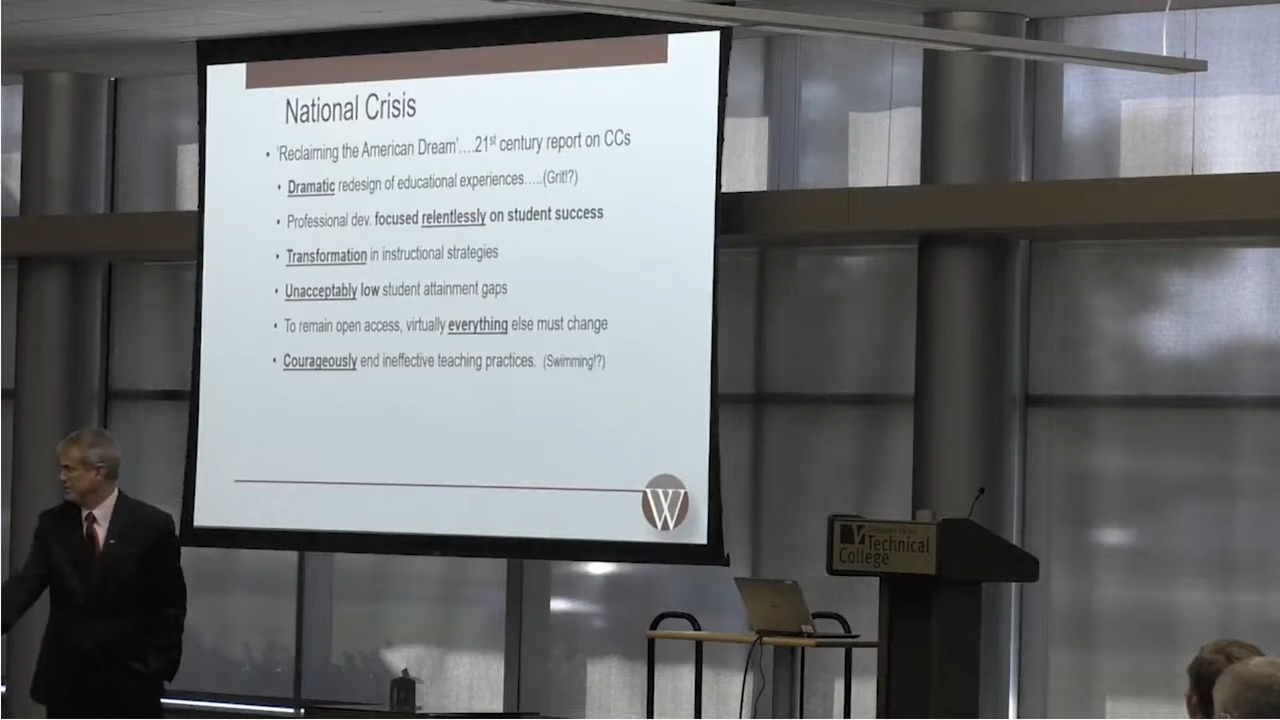 National Crisis
• 'Reclaiming the American Dream'....21st century report on CCs
• Dramatic redesign of educational experiences.....(Grit!?)
• Professional dev. focused relentlessly on student success
• Transformation in instructional strategies
• Unacceptably low student attainment gaps
• To remain open access, virtually everything else must change
• Courageously end ineffective teaching practices. (Swimming!?)
W
Technical
College